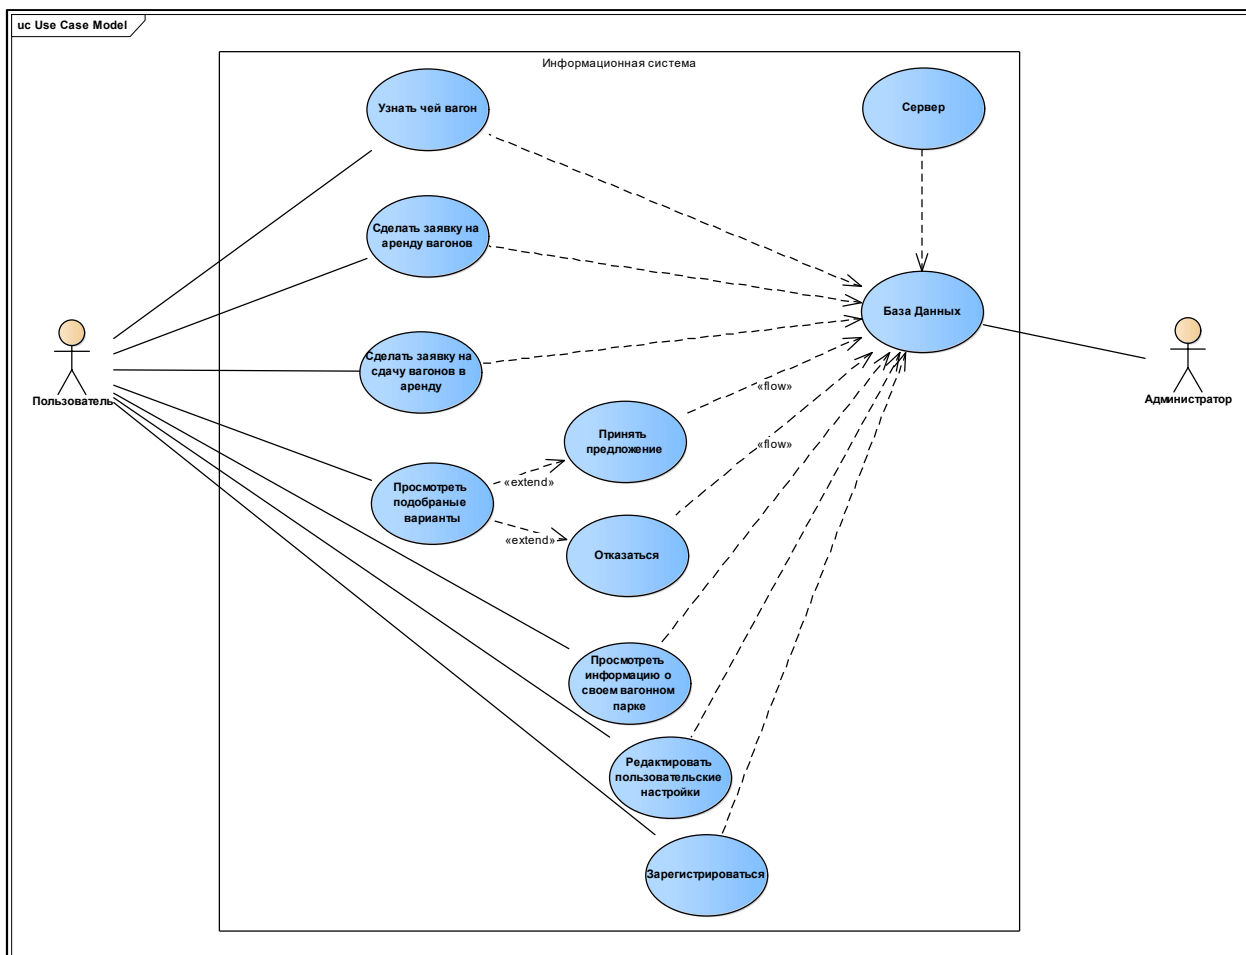 uc Use Case Model
Информационная система
Узнать чей вагон
Сервер
Сделать заявку на
аренду вагонов
База Данных
Сделать заявку на
сдачу вагонов в
аренду
Пользователь
Администратор
«flow»
Принять
предложение
«flow»
Просмотреть
подобраные
варианты
«extend»
«extend»
Отказаться
Просмотреть
информацию о
своем вагонном
парке
Редактировать
пользовательские
настройки
Зарегистрироваться